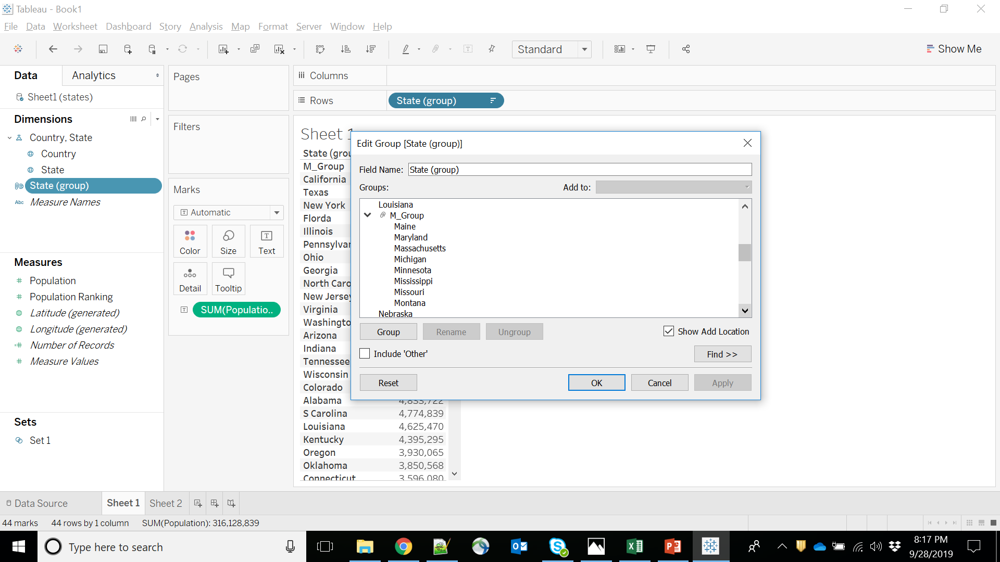 Tableau - Book1
File Data Worksheet Dashboard Story Analysis Map Format Server Window Help
Standard
Show Me
Data
Analytics
Sheet1 (states)
Dimensions
Country, State
Country
State
State (group)
Abc Measure Names
Measures
Population
Population Ranking
Latitude (generated)
Longitude (generated)
Number of Records
Measure Values
Sets
Set 1
Pages
Filters
Marks
Automatic
Color
Size
Text
Detail
Tooltip
SUM(Populatio..
Columns
Rows
State (group)
Sheet 1
State (grou
M_Group
California
Texas
New York
Florda
Illinois
Pennsylvan
Ohio
Georgia
North Caro
New Jersey
Virginia
Washingto
Arizona
Indiana
Tennessee
Wisconsin
Colorado
Alabama 4,833,722
S Carolina 4,774,839
Louisiana 4,625,470
Kentucky 4,395,295
Oregon 3,930,065
Oklahoma 3,850,568
Connecticut 3,596,080
Edit Group [State (group)]
Field Name: State (group)
Groups:
Add to:
Louisiana
M_Group
Maine
Maryland
Massachusetts
Michigan
Minnesota
Mississippi
Missouri
Montana
Nebraska
Group
Rename
Ungroup
Show Add Location
Include 'Other'
Find >>
Reset
OK
Cancel
Apply
Data Source
Sheet 1
Sheet 2
44 marks
44 rows by 1 column
SUM(Population): 316,128,839
Type here to search
8:17 PM
9/28/2019